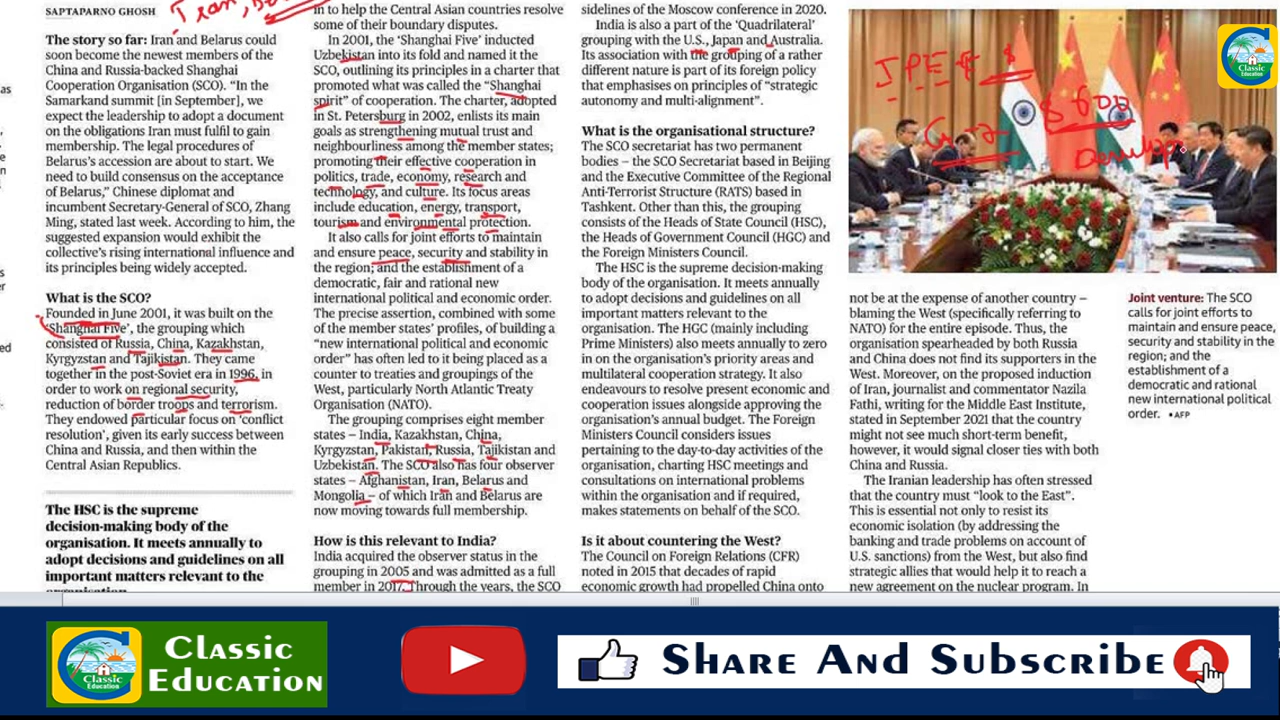 SAPTAPARNO GHOSH
The story so far: Iran and Belarus could
soon become the newest members of the
China and Russia-backed Shanghai
Cooperation Organisation (SCO). “In the
Samarkand summit [in September], we
expect the leadership to adopt a document
on the obligations Iran must fulfil to gain
membership. The legal procedures of
Belarus’s accession are about to start. We
need to build consensus on the acceptance
of Belarus,” Chinese diplomat and
incumbent Secretary-General of SCO, Zhang
Ming, stated last week. According to him, the
suggested expansion would exhibit the
collective’s rising international influence and
its principles being widely accepted.
What is the SCO?
Founded in June 2001, it was built on the
‘Shanghai Five’, the grouping which
consisted of Russia, China, Kazakhstan,
Kyrgyzstan and Tajikistan. They came
together in the post-Soviet era in 1996, in
order to work on regional security,
reduction of border troops and terrorism.
They endowed particular focus on ‘conflict
resolution’, given its early success between
China and Russia, and then within the
Central Asian Republics.
The HSC is the supreme
decision-making body of the
organisation. It meets annually to
adopt decisions and guidelines on all
important matters relevant to the
organisation.
in to help the Central Asian countries resolve
some of their boundary disputes.
In 2001, the ‘Shanghai Five’ inducted
Uzbekistan into its fold and named it the
SCO, outlining its principles in a charter that
promoted what was called the “Shanghai
spirit” of cooperation. The charter, adopted
in St. Petersburg in 2002, enlists its main
goals as strengthening mutual trust and
neighbourliness among the member states;
promoting their effective cooperation in
politics, trade, economy, research and
technology, and culture. Its focus areas
include education, energy, transport,
tourism and environmental protection.
It also calls for joint efforts to maintain
and ensure peace, security and stability in
the region; and the establishment of a
democratic, fair and rational new
international political and economic order.
The precise assertion, combined with some
of the member states’ profiles, of building a
“new international political and economic
order” has often led to it being placed as a
counter to treaties and groupings of the
West, particularly North Atlantic Treaty
Organisation (NATO).
The grouping comprises eight member
states – India, Kazakhstan, China,
Kyrgyzstan, Pakistan, Russia, Tajikistan and
Uzbekistan. The SCO also has four observer
states – Afghanistan, Iran, Belarus and
Mongolia – of which Iran and Belarus are
now moving towards full membership.
How is this relevant to India?
India acquired the observer status in the
grouping in 2005 and was admitted as a full
member in 2017. Through the years, the SCO
sidelines of the Moscow conference in 2020.
India is also a part of the ‘Quadrilateral’
grouping with the U.S., Japan and Australia.
Its association with the grouping of a rather
different nature is part of its foreign policy
that emphasises on principles of “strategic
autonomy and multi-alignment”.
What is the organisational structure?
The SCO secretariat has two permanent
bodies – the SCO Secretariat based in Beijing
and the Executive Committee of the Regional
Anti-Terrorist Structure (RATS) based in
Tashkent. Other than this, the grouping
consists of the Heads of State Council (HSC),
the Heads of Government Council (HGC) and
the Foreign Ministers Council.
The HSC is the supreme decision-making
body of the organisation. It meets annually
to adopt decisions and guidelines on all
important matters relevant to the
organisation. The HGC (mainly including
Prime Ministers) also meets annually to zero
in on the organisation’s priority areas and
multilateral cooperation strategy. It also
endeavours to resolve present economic and
cooperation issues alongside approving the
organisation’s annual budget. The Foreign
Ministers Council considers issues
pertaining to the day-to-day activities of the
organisation, charting HSC meetings and
consultations on international problems
within the organisation and if required,
makes statements on behalf of the SCO.
Is it about countering the West?
The Council on Foreign Relations (CFR)
noted in 2015 that decades of rapid
economic growth had propelled China onto
not be at the expense of another country –
blaming the West (specifically referring to
NATO) for the entire episode. Thus, the
organisation spearheaded by both Russia
and China does not find its supporters in the
West. Moreover, on the proposed induction
of Iran, journalist and commentator Nazila
Fathi, writing for the Middle East Institute,
stated in September 2021 that the country
might not see much short-term benefit,
however, it would signal closer ties with both
China and Russia.
The Iranian leadership has often stressed
that the country must “look to the East”.
This is essential not only to resist its
economic isolation (by addressing the
banking and trade problems on account of
U.S. sanctions) from the West, but also find
strategic allies that would help it to reach a
new agreement on the nuclear program. In
IPEF $
G-7 $ 600
Joint venture: The SCO
calls for joint efforts to
maintain and ensure peace,
security and stability in the
region; and the
establishment of a
democratic and rational
new international political
order. • AFP
Classic
Education
Classic
Education
Classic
Education
Share And Subscribe